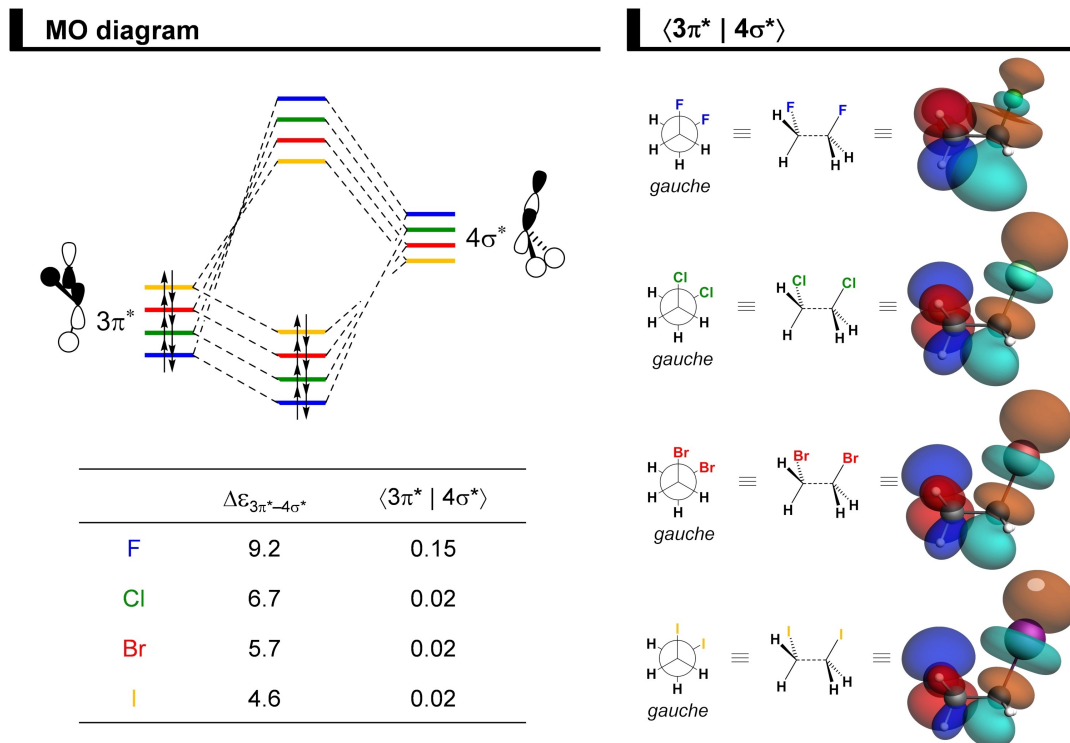 MO diagram
3π*
4σ*
Δε3π*–4σ* ⟨3π* | 4σ*⟩
F 9.2 0.15
Cl 6.7 0.02
Br 5.7 0.02
I 4.6 0.02
⟨3π* | 4σ*⟩
F
H F ≡ H F F ≡
H H H H H H
gauche
Cl
H Cl ≡ H Cl Cl ≡
H H H H H H
gauche
Br
H Br ≡ H Br Br ≡
H H H H H H
gauche
I
H I ≡ H I I ≡
H H H H H H
gauche